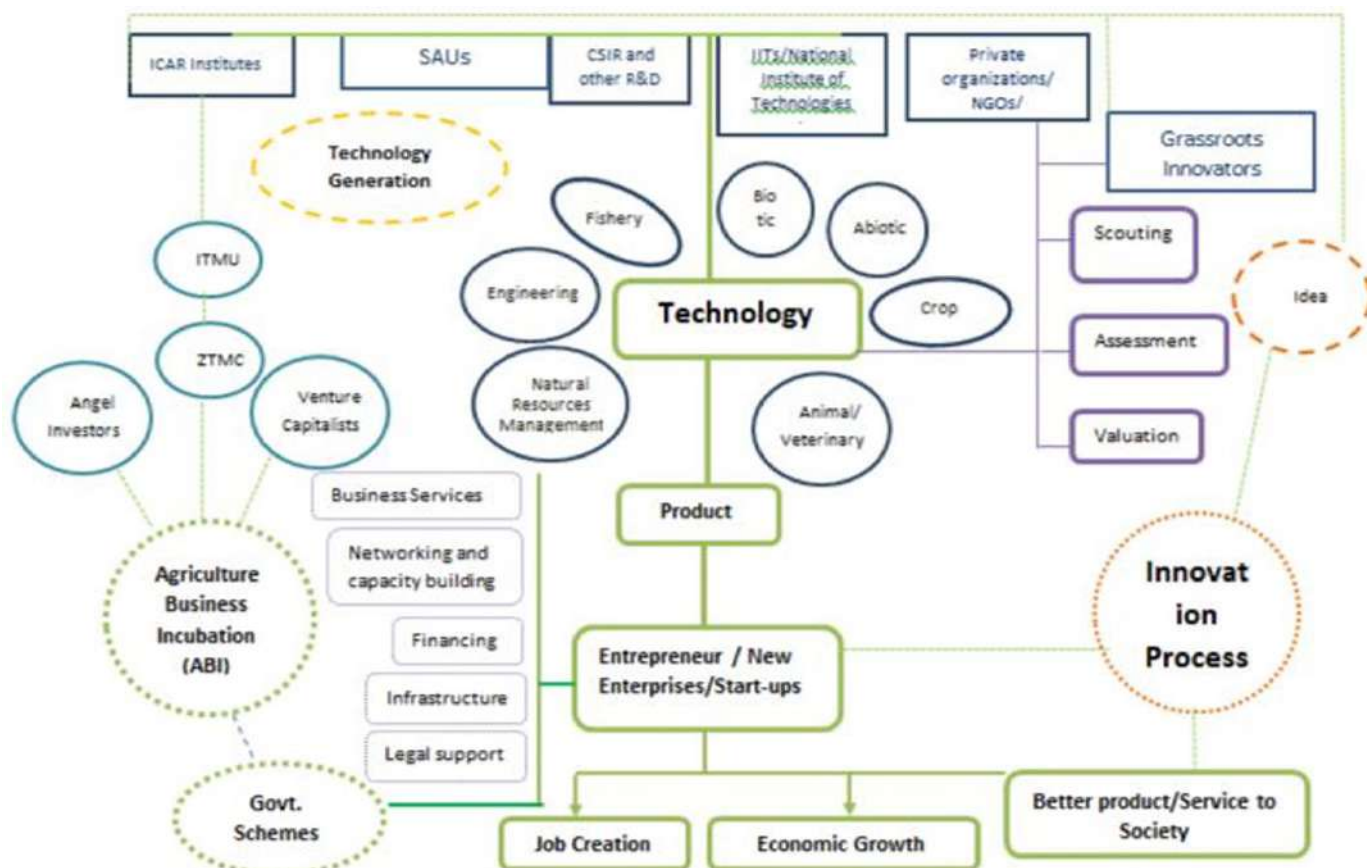 ICAR Institutes
SAUs
CSIR and
other R&D
IITs/National
Institute of
Technologies
.
Private
organizations/
NGOs/
Grassroots
Innovators
Technology
Generation
Fishery
Bio
tic
Abiotic
Scouting
ITMU
Engineering
Technology
Crop
Idea
Assessment
ZTMC
Angel
Investors
Venture
Capitalists
Natural
Resources
Management
Animal/
Veterinary
Valuation
Business Services
Product
Networking and
capacity building
Agriculture
Business
Incubation
(ABI)
Innovat
ion
Process
Financing
Entrepreneur / New
Enterprises/Start-ups
Infrastructure
Legal support
Govt.
Schemes
Job Creation
Economic Growth
Better product/Service to
Society